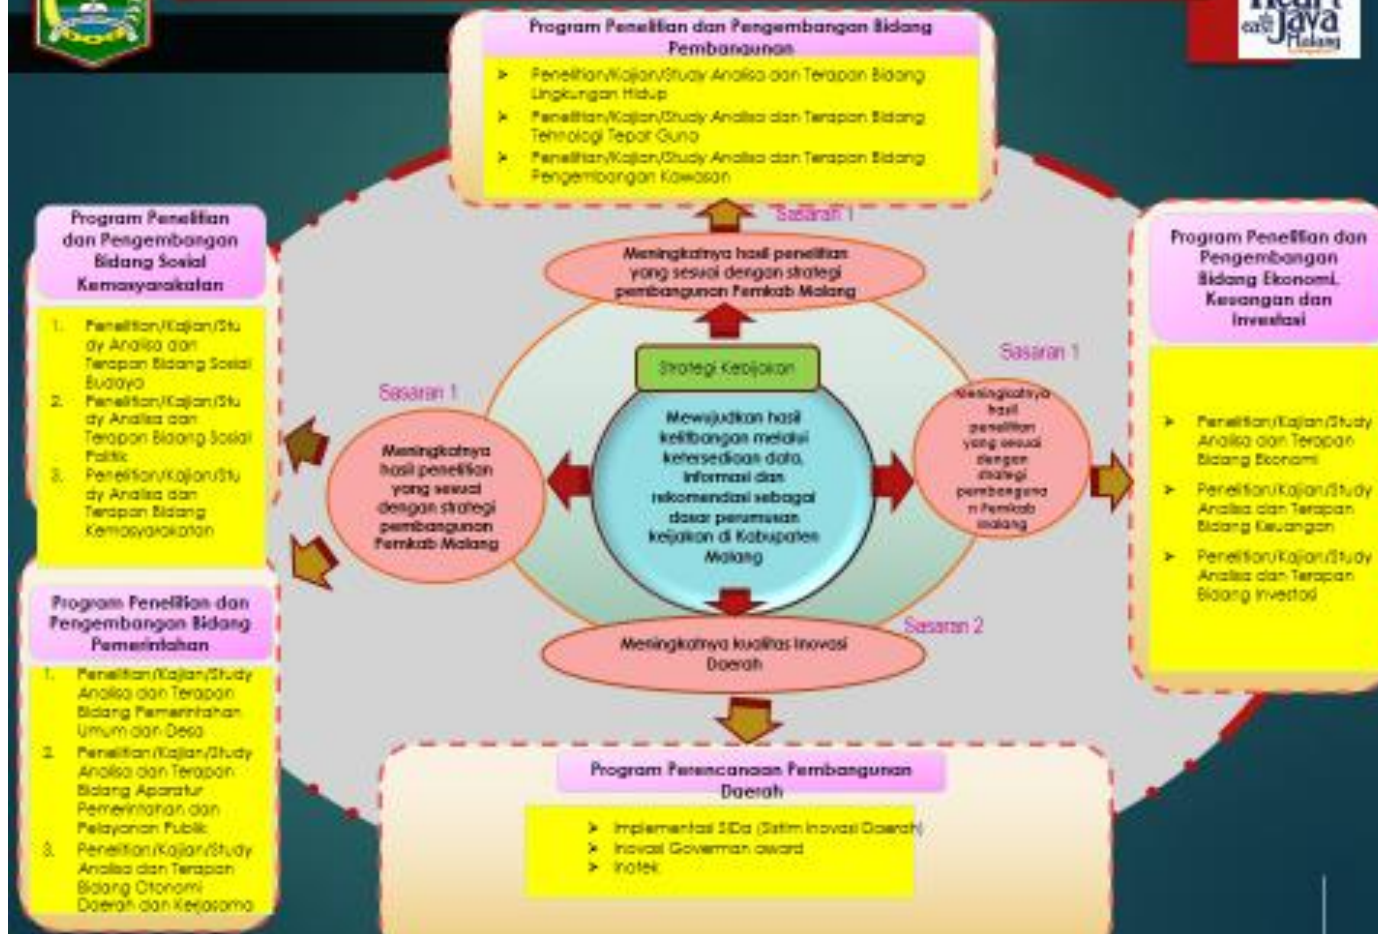 Heart
east Java
Malang
Program Penelitian dan Pengembangan Bidang
Pembangunan
➤ Penelitian/Kajian/Study Analisa dan Terapan Bidang
Lingkungan Hidup
➤ Penelitian/Kajian/Study Analisa dan Terapan Bidang
Tehnologi Tepat Guna
➤ Penelitian/Kajian/Study Analisa dan Terapan Bidang
Pengembangan Kawasan
Sasaran 1
Meningkatnya hasil penelitian
yang sesuai dengan strategi
pembangunan Pemkab Malang
Program Penelitian
dan Pengembangan
Bidang Sosial
Kemasyarakatan
1. Penelitian/Kajian/Stu
dy Analisa dan
Terapan Bidang Sosial
Budaya
2. Penelitian/Kajian/Stu
dy Analisa dan
Terapan Bidang Sosial
Politik
3. Penelitian/Kajian/Stu
dy Analisa dan
Terapan Bidang
Kemasyarakatan
Sasaran 1
Meningkatnya
hasil penelitian
yang sesuai
dengan strategi
pembangunan
Pemkab Malang
Strategi Kebijakan
Mewujudkan hasil
kelitbangan melalui
ketersediaan data,
informasi dan
rekomendasi sebagai
dasar perumusan
keijakan di Kabupaten
Malang
Sasaran 1
Meningkatnya
hasil
penelitian
yang sesuai
dengan
strategi
pembanguna
n Pemkab
Malang
Program Penelitian dan
Pengembangan
Bidang Ekonomi,
Keuangan dan
Investasi
➤ Penelitian/Kajian/Study
Analisa dan Terapan
Bidang Ekonomi
➤ Penelitian/Kajian/Study
Analisa dan Terapan
Bidang Keuangan
➤ Penelitian/Kajian/Study
Analisa dan Terapan
Bidang Investasi
Program Penelitian dan
Pengembangan Bidang
Pemerintahan
1. Penelitian/Kajian/Study
Analisa dan Terapan
Bidang Pemerintahan
Umum dan Desa
2. Penelitian/Kajian/Study
Analisa dan Terapan
Bidang Aparatur
Pemerintahan dan
Pelayanan Publik
3. Penelitian/Kajian/Study
Analisa dan Terapan
Bidang Otonomi
Daerah dan Kerjasama
Sasaran 2
Meningkatnya kualitas Inovasi
Daerah
Program Perencanaan Pembangunan
Daerah
➤ Implementasi SIDa (Sistim Inovasi Daerah)
➤ Inovasi Governan award
➤ Inotek